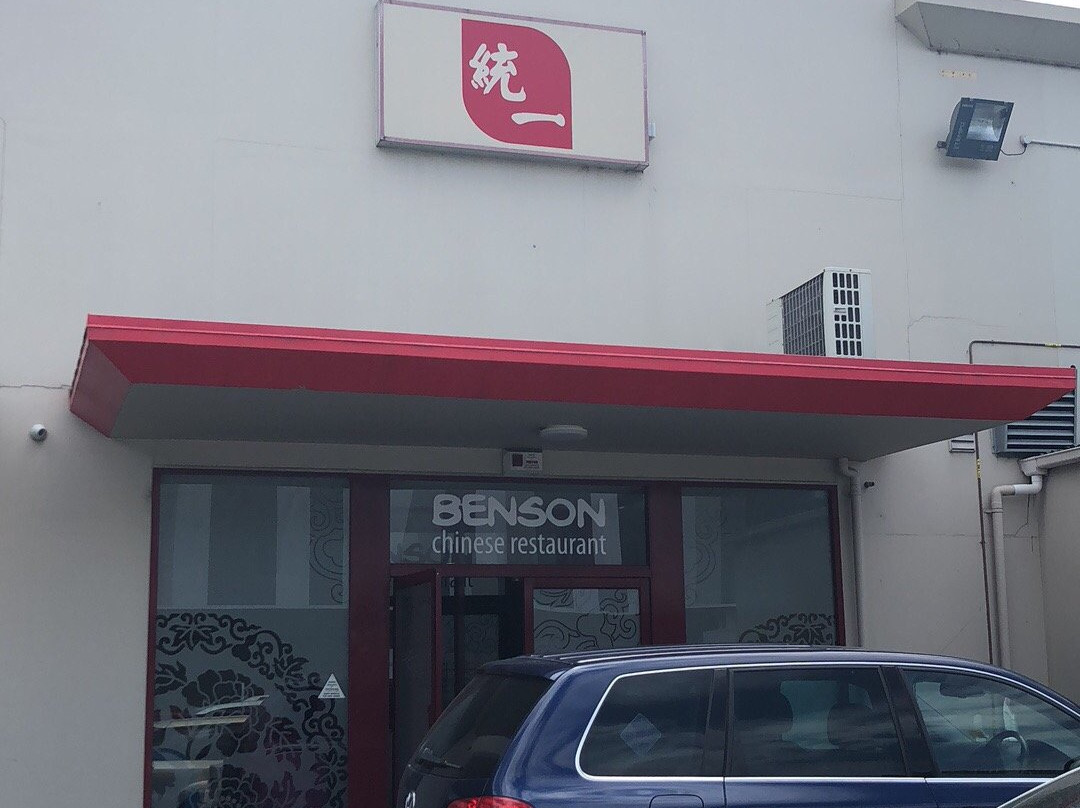 統
一
BENSON
chinese restaurant